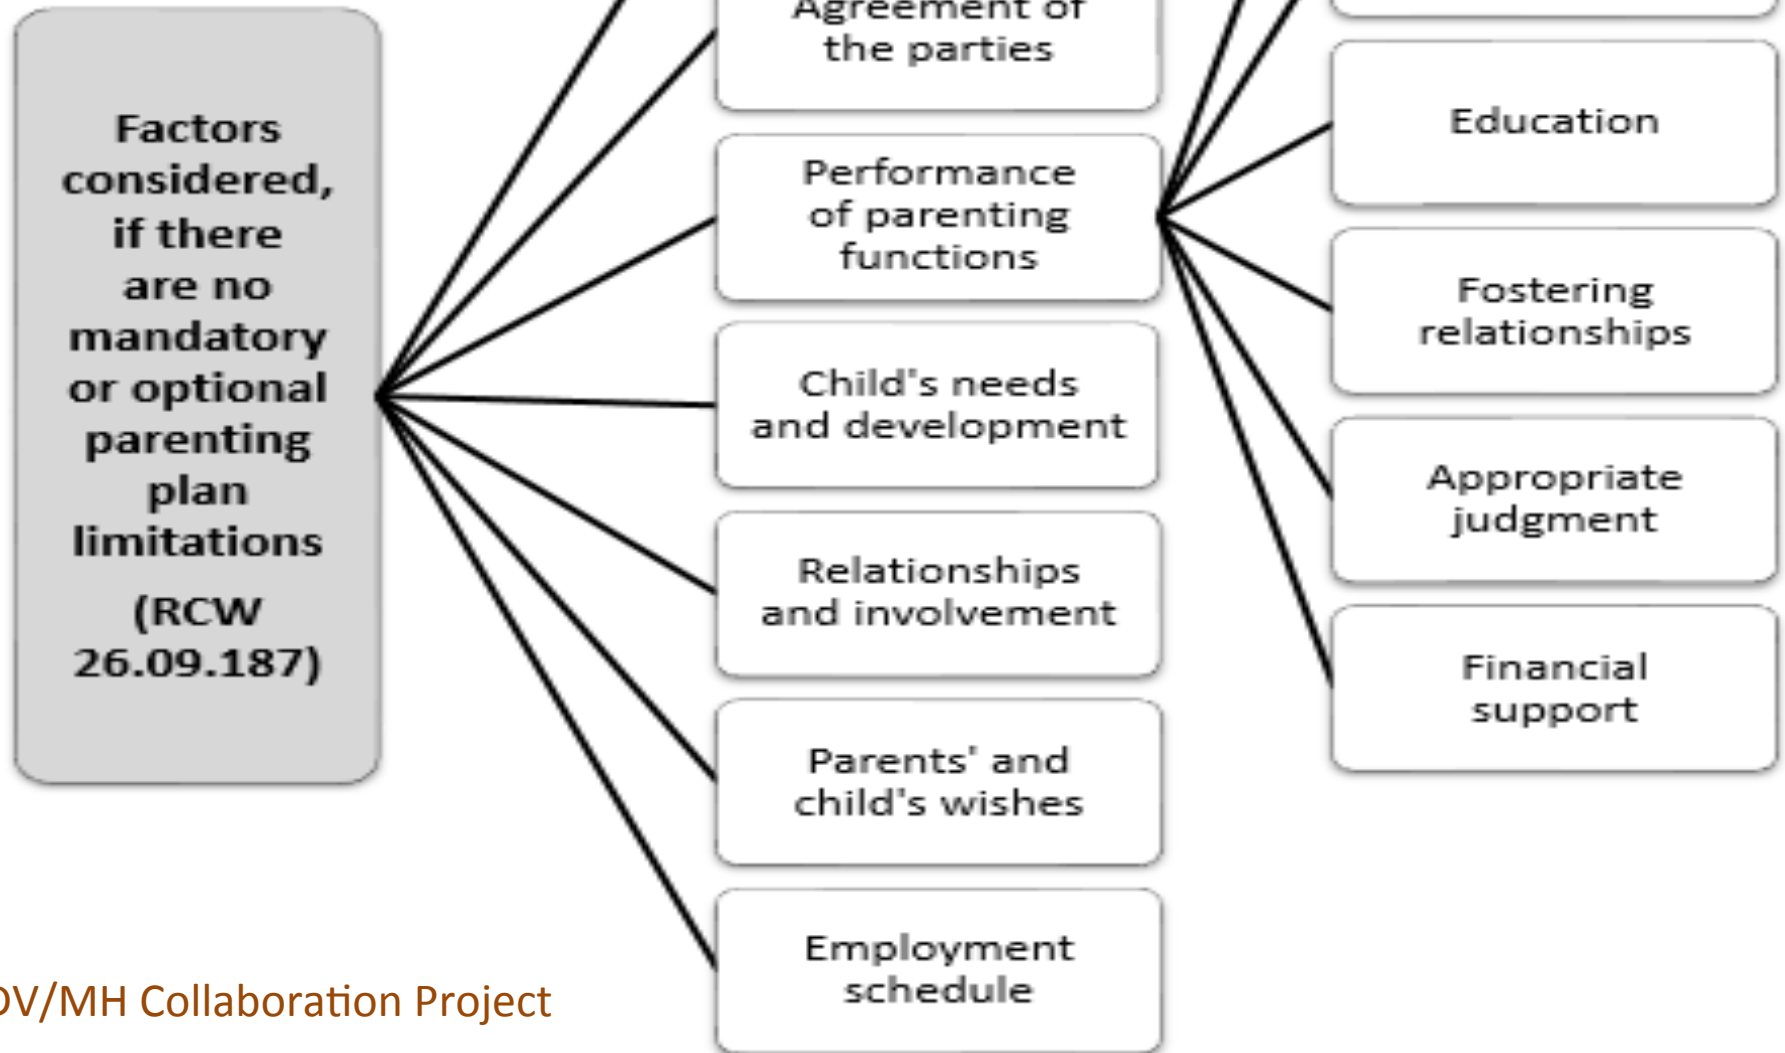 Factors
considered,
if there
are no
mandatory
or optional
parenting
plan
limitations
(RCW
26.09.187)
Agreement of
the parties
Performance
of parenting
functions
Child's needs
and development
Relationships
and involvement
Parents' and
child's wishes
Employment
schedule
Education
Fostering
relationships
Appropriate
judgment
Financial
support
DV/MH Collaboration Project